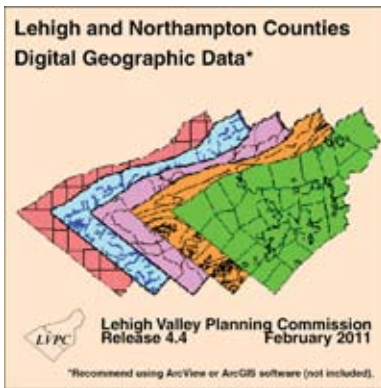 Lehigh and Northampton Counties
Digital Geographic Data*
LVPC
Lehigh Valley Planning Commission
Release 4.4 February 2011
*Recommend using ArcView or ArcGIS software (not included).